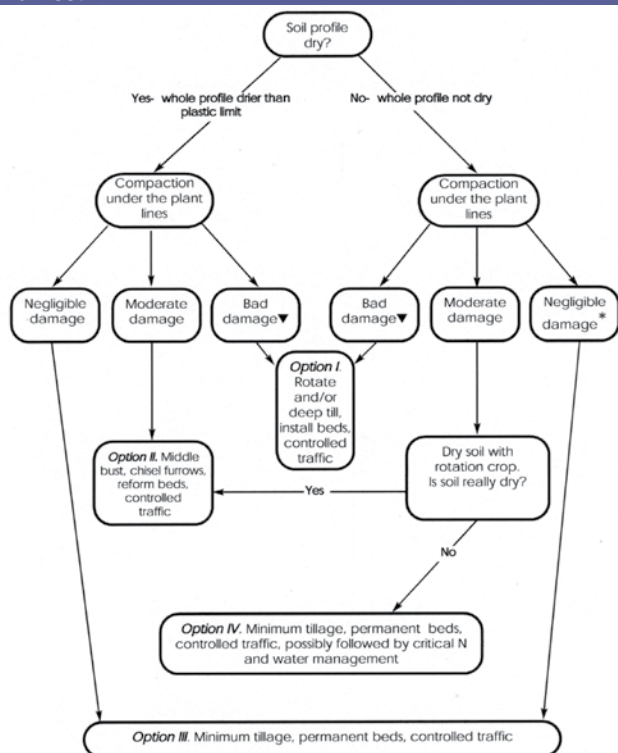 Soil profile
dry?
Yes- whole profile drier than
plastic limit
No- whole profile not dry
Compaction
under the plant
lines
Compaction
under the plant
lines
Negligible
damage
Moderate
damage
Bad
damage▼
Bad
damage▼
Moderate
damage
Negligible
damage*
Option I.
Rotate
and/or
deep till,
install beds,
controlled
traffic
Option II. Middle
bust, chisel furrows,
reform beds,
controlled
traffic
Yes
Dry soil with
rotation crop.
Is soil really dry?
No
Option IV. Minimum tillage, permanent beds,
controlled traffic, possibly followed by critical N
and water management
Option III. Minimum tillage, permanent beds, controlled traffic